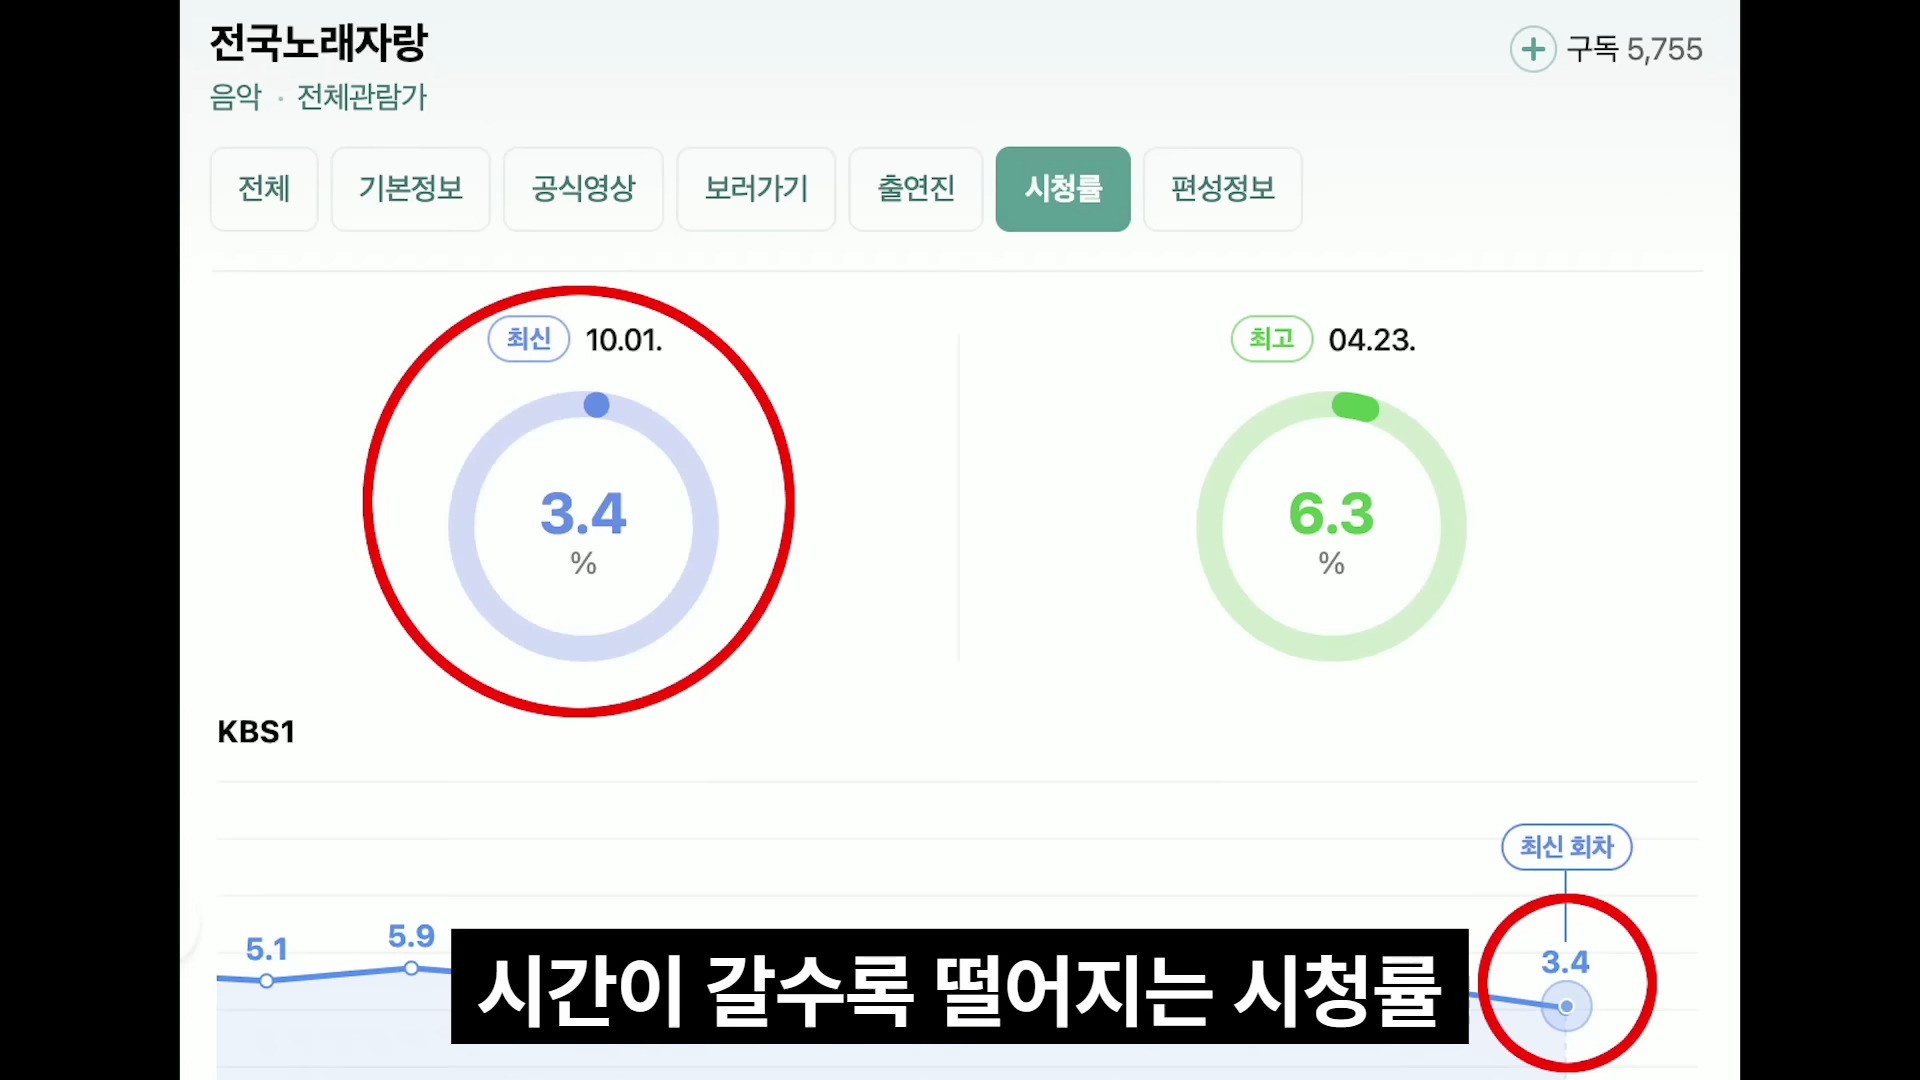 전국노래자랑
구독 5,755
음악 · 전체관람가
전체 기본정보 공식영상 보러가기 출연진 시청률 편성정보
최신 10.01.
3.4
%
최고 04.23.
6.3
%
KBS1
최신 회차
5.1
5.9
3.4
시간이 갈수록 떨어지는 시청률